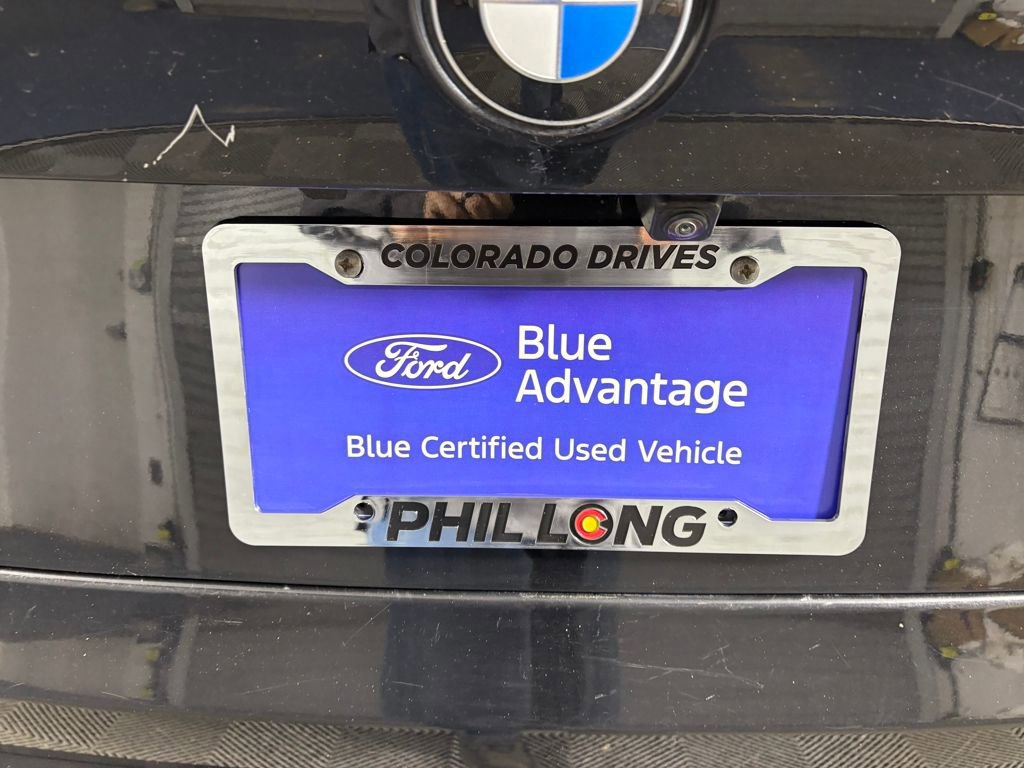 COLORADO DRIVES
Ford
Blue
Advantage
Blue Certified Used Vehicle
PHIL LONG